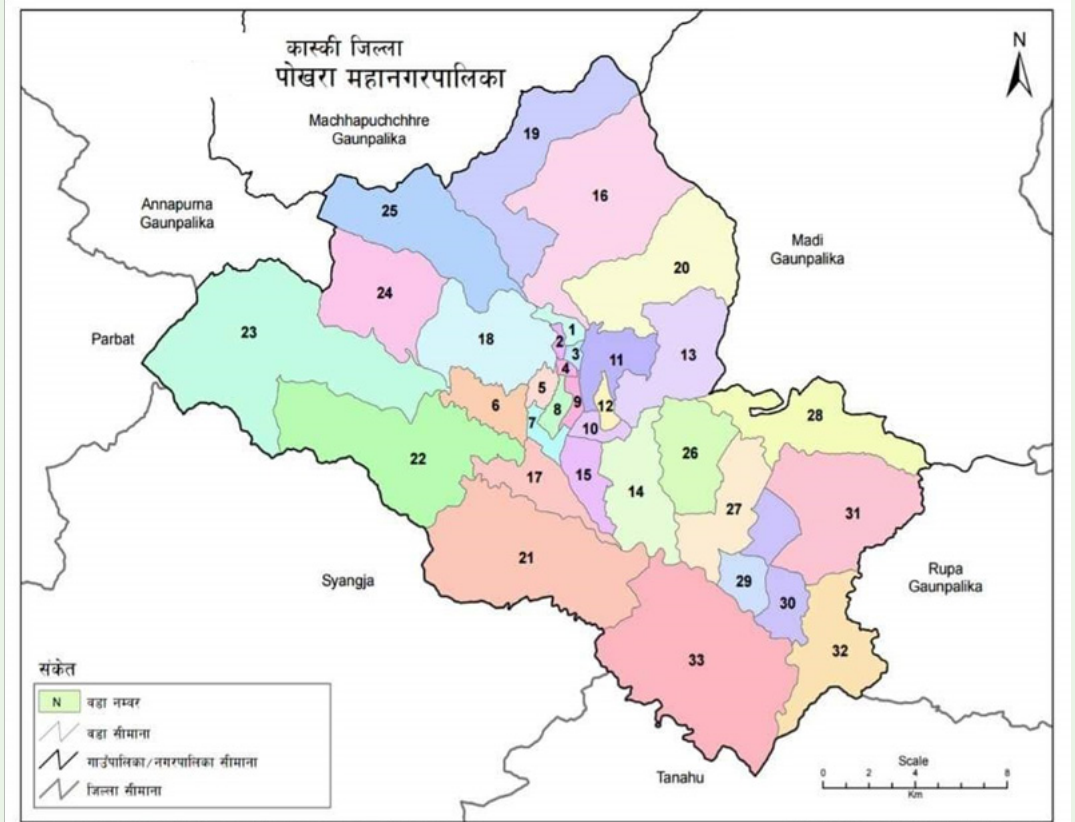 कास्की जिल्ला
पोखरा महानगरपालिका
N
Machhapuchchhre
Gaunpalika
19
16
25
Annapurna
Gaunpalika
Madi
Gaunpalika
20
24
23
Parbat
18
1
2
3
11
13
4
5
6
9
12
8
7
10
28
22
26
17
15
14
27
31
21
29
Syangja
Rupa
Gaunpalika
30
33
32
संकेत
N वडा नम्बर
वडा सीमाना
गाउँपालिका/नगरपालिका सीमाना
जिल्ला सीमाना
Tanahu
Scale
0 2 4 8
Km